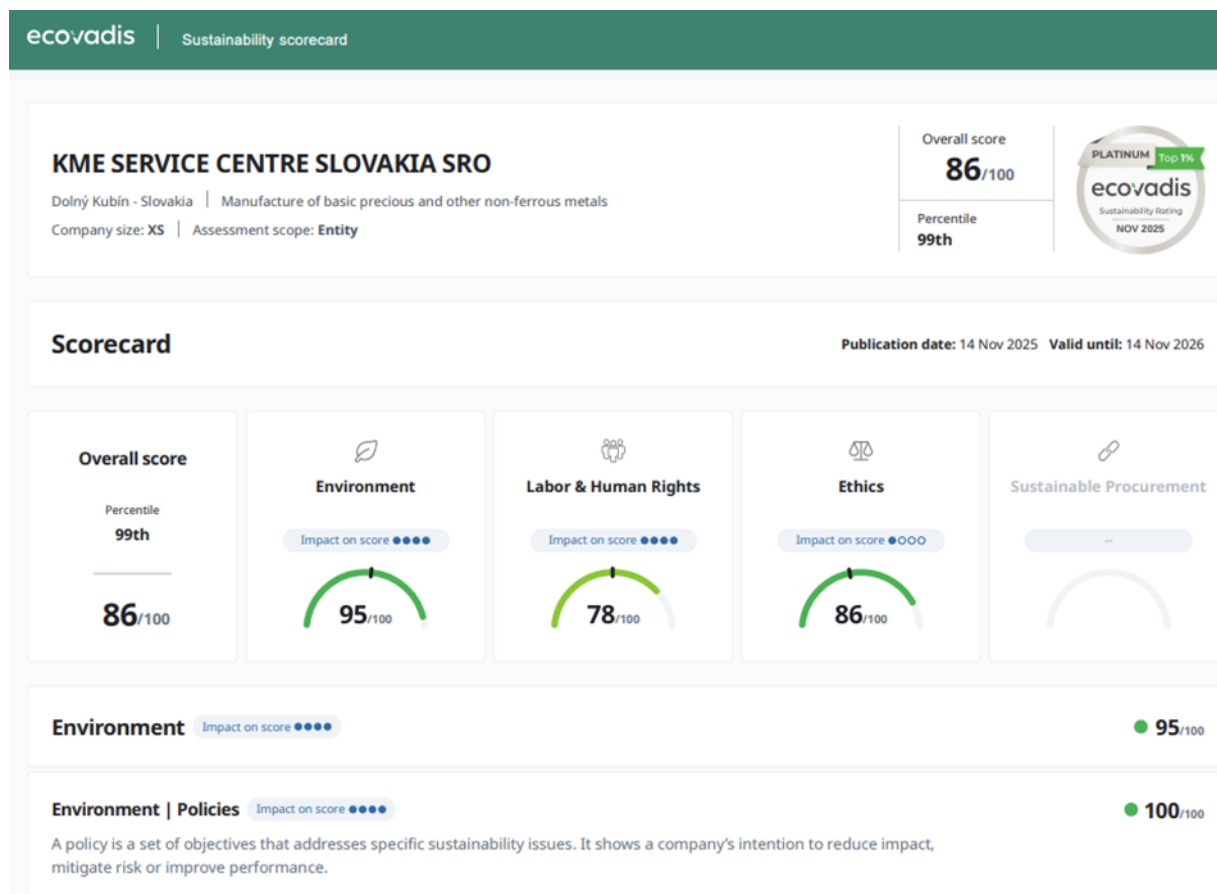 ecovadis | Sustainability scorecard
KME SERVICE CENTRE SLOVAKIA SRO
Dolný Kubín - Slovakia | Manufacture of basic precious and other non-ferrous metals
Company size: XS | Assessment scope: Entity
Overall score
86/100
Percentile
99th
PLATINUM Top 1%
ecovadis
Sustainability Rating
NOV 2025
Scorecard
Publication date: 14 Nov 2025 Valid until: 14 Nov 2026
Overall score
Percentile
99th
86/100
Environment
Impact on score
95/100
Labor & Human Rights
Impact on score
78/100
Ethics
Impact on score
86/100
Sustainable Procurement
--
Environment Impact on score 95/100
Environment | Policies Impact on score 100/100
A policy is a set of objectives that addresses specific sustainability issues. It shows a company's intention to reduce impact,
mitigate risk or improve performance.